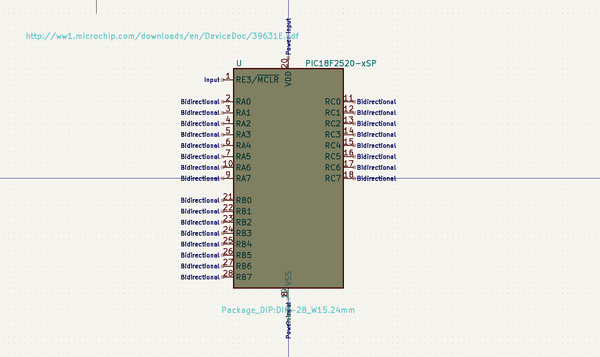 Power input
http://ww1.microchip.com/downloads/en/DeviceDoc/39631E.pdf
U PIC18F2520-xSP
20
VDD
Input 1 RE3/MCLR
Bidirectional 2 RA0 RC0 11 Bidirectional
Bidirectional 3 RA1 RC1 12 Bidirectional
Bidirectional 4 RA2 RC2 13 Bidirectional
Bidirectional 5 RA3 RC3 14 Bidirectional
Bidirectional 6 RA4 RC4 15 Bidirectional
Bidirectional 7 RA5 RC5 16 Bidirectional
Bidirectional 10 RA6 RC6 17 Bidirectional
Bidirectional 9 RA7 RC7 18 Bidirectional
Bidirectional 21 RB0
Bidirectional 22 RB1
Bidirectional 23 RB2
Bidirectional 24 RB3
Bidirectional 25 RB4
Bidirectional 26 RB5
Bidirectional 27 RB6
Bidirectional 28 RB7
VSS
Package_DIP:DIP-28_W15.24mm
Power input